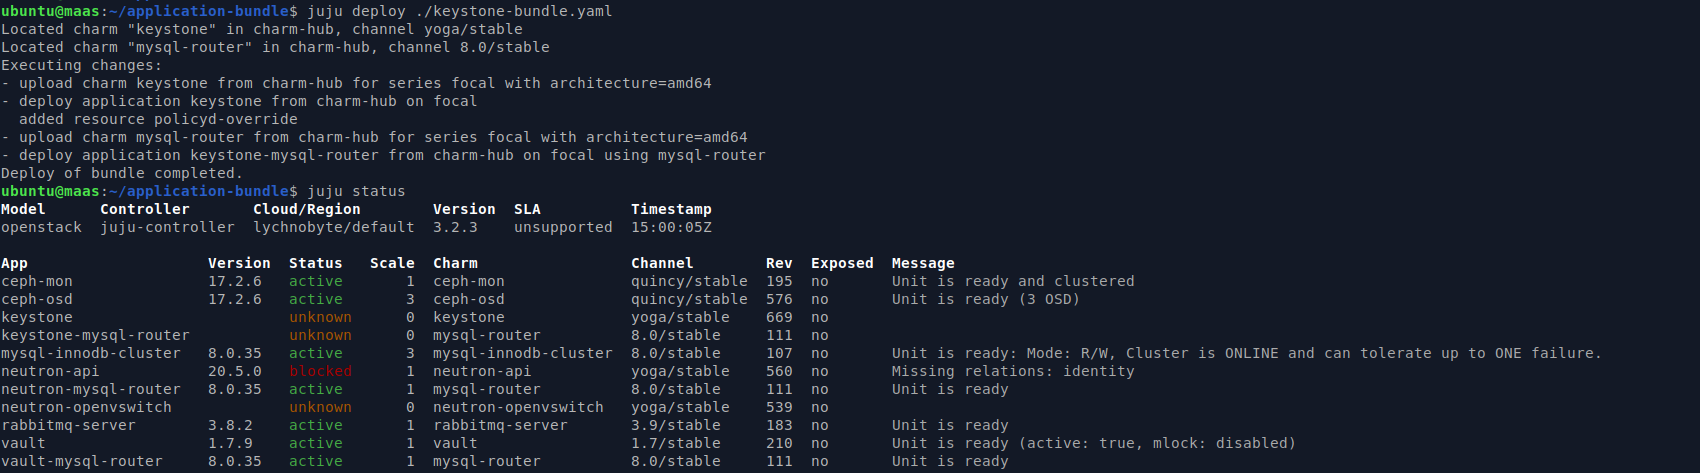 ubuntu@maas:~/application-bundle$ juju deploy ./keystone-bundle.yaml
Located charm "keystone" in charm-hub, channel yoga/stable
Located charm "mysql-router" in charm-hub, channel 8.0/stable
Executing changes:
- upload charm keystone from charm-hub for series focal with architecture=amd64
- deploy application keystone from charm-hub on focal
  added resource policyd-override
- upload charm mysql-router from charm-hub for series focal with architecture=amd64
- deploy application keystone-mysql-router from charm-hub on focal using mysql-router
Deploy of bundle completed.
ubuntu@maas:~/application-bundle$ juju status
Model      Controller       Cloud/Region        Version  SLA          Timestamp
openstack  juju-controller  lychnobyte/default  3.2.3    unsupported  15:00:05Z

App                    Version  Status   Scale  Charm                 Channel        Rev  Exposed  Message
ceph-mon               17.2.6   active       1  ceph-mon              quincy/stable  195  no       Unit is ready and clustered
ceph-osd               17.2.6   active       3  ceph-osd              quincy/stable  576  no       Unit is ready (3 OSD)
keystone                        unknown      0  keystone              yoga/stable    669  no
keystone-mysql-router           unknown      0  mysql-router          8.0/stable     111  no
mysql-innodb-cluster   8.0.35   active       3  mysql-innodb-cluster  8.0/stable     107  no       Unit is ready: Mode: R/W, Cluster is ONLINE and can tolerate up to ONE failure.
neutron-api            20.5.0   blocked      1  neutron-api           yoga/stable    560  no       Missing relations: identity
neutron-mysql-router   8.0.35   active       1  mysql-router          8.0/stable     111  no       Unit is ready
neutron-openvswitch             unknown      0  neutron-openvswitch   yoga/stable    539  no
rabbitmq-server        3.8.2    active       1  rabbitmq-server       3.9/stable     183  no       Unit is ready
vault                  1.7.9    active       1  vault                 1.7/stable     210  no       Unit is ready (active: true, mlock: disabled)
vault-mysql-router     8.0.35   active       1  mysql-router          8.0/stable     111  no       Unit is ready